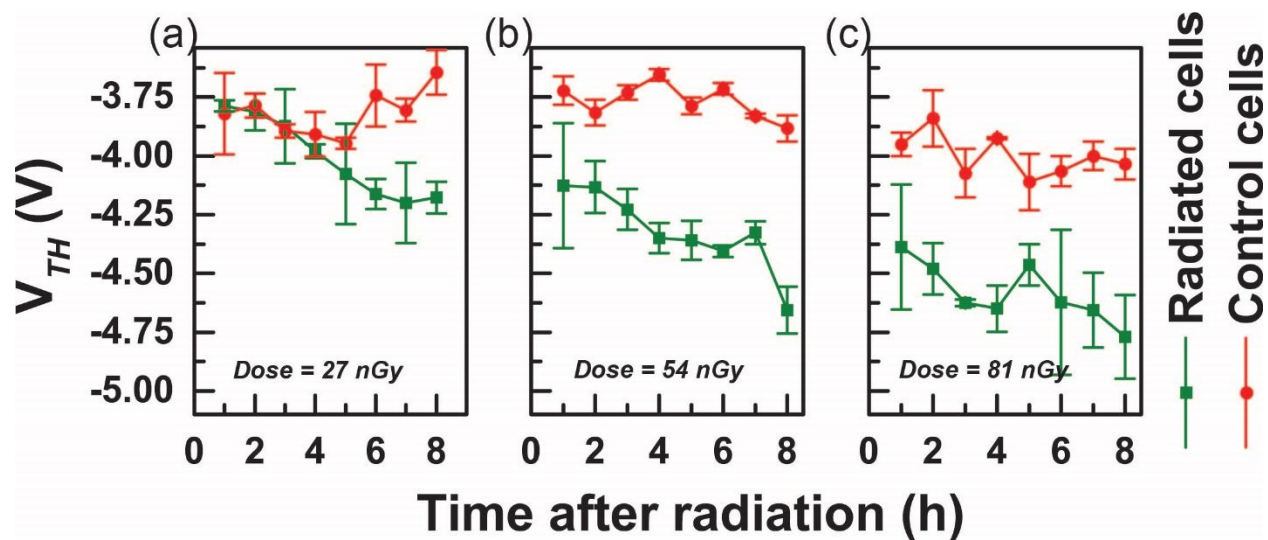 (a) (b) (c)
V_TH (V)
-3.75
-4.00
-4.25
-4.50
-4.75
-5.00
Dose = 27 nGy
Dose = 54 nGy
Dose = 81 nGy
0 2 4 6 8
0 2 4 6 8
0 2 4 6 8
Time after radiation (h)
Radiated cells
Control cells